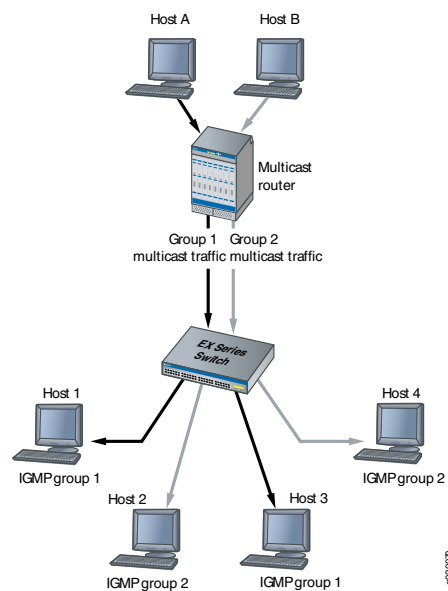 Host A
Host B
Multicast
router
Group 1
multicast traffic
Group 2
multicast traffic
EX Series
Switch
Host 1
IGMP group 1
Host 4
IGMP group 2
Host 2
IGMP group 2
Host 3
IGMP group 1